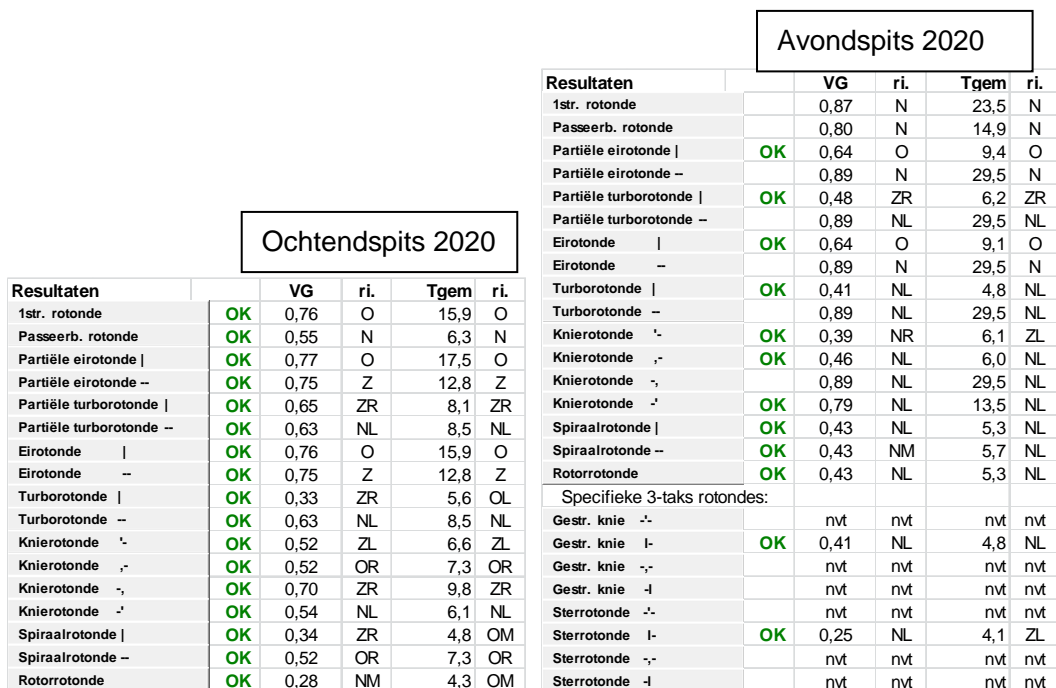 Avondspits 2020
Resultaten VG ri. Tgem ri.
1str. rotonde 0,87 N 23,5 N
Passeerb. rotonde 0,80 N 14,9 N
Partiële eirotonde | OK 0,64 O 9,4 O
Partiële eirotonde -- 0,89 N 29,5 N
Partiële turborotonde | OK 0,48 ZR 6,2 ZR
Partiële turborotonde -- 0,89 NL 29,5 NL
Eirotonde | OK 0,64 O 9,1 O
Eirotonde -- 0,89 N 29,5 N
Turborotonde | OK 0,41 NL 4,8 NL
Turborotonde -- 0,89 NL 29,5 NL
Knierotonde '- OK 0,39 NR 6,1 ZL
Knierotonde ,- OK 0,46 NL 6,0 NL
Knierotonde -, 0,89 NL 29,5 NL
Knierotonde -' OK 0,79 NL 13,5 NL
Spiraalrotonde | OK 0,43 NL 5,3 NL
Spiraalrotonde -- OK 0,43 NM 5,7 NL
Rotorrotonde OK 0,43 NL 5,3 NL
Specifieke 3-taks rotondes:
Gestr. knie -'- nvt nvt nvt nvt
Gestr. knie I- OK 0,41 NL 4,8 NL
Gestr. knie -,- nvt nvt nvt nvt
Gestr. knie -I nvt nvt nvt nvt
Sterrotonde -'- nvt nvt nvt nvt
Sterrotonde I- OK 0,25 NL 4,1 ZL
Sterrotonde -,- nvt nvt nvt nvt
Sterrotonde -I nvt nvt nvt nvt
Ochtendspits 2020
Resultaten VG ri. Tgem ri.
1str. rotonde OK 0,76 O 15,9 O
Passeerb. rotonde OK 0,55 N 6,3 N
Partiële eirotonde | OK 0,77 O 17,5 O
Partiële eirotonde -- OK 0,75 Z 12,8 Z
Partiële turborotonde | OK 0,65 ZR 8,1 ZR
Partiële turborotonde -- OK 0,63 NL 8,5 NL
Eirotonde | OK 0,76 O 15,9 O
Eirotonde -- OK 0,75 Z 12,8 Z
Turborotonde | OK 0,33 ZR 5,6 OL
Turborotonde -- OK 0,63 NL 8,5 NL
Knierotonde '- OK 0,52 ZL 6,6 ZL
Knierotonde ,- OK 0,52 OR 7,3 OR
Knierotonde -, OK 0,70 ZR 9,8 ZR
Knierotonde -' OK 0,54 NL 6,1 NL
Spiraalrotonde | OK 0,34 ZR 4,8 OM
Spiraalrotonde -- OK 0,52 OR 7,3 OR
Rotorrotonde OK 0,28 NM 4,3 OM